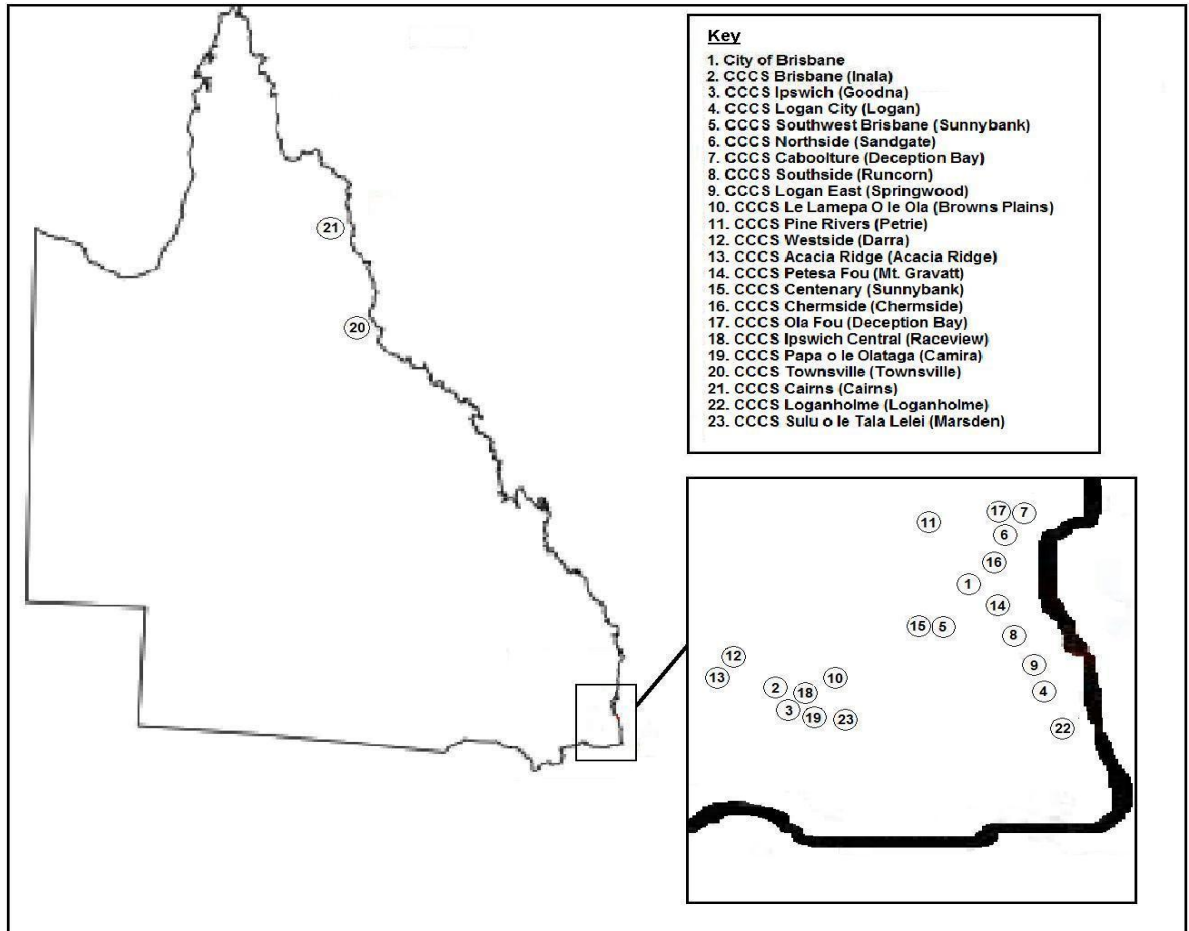 Key
1. City of Brisbane
2. CCCS Brisbane (Inala)
3. CCCS Ipswich (Goodna)
4. CCCS Logan City (Logan)
5. CCCS Southwest Brisbane (Sunnybank)
6. CCCS Northside (Sandgate)
7. CCCS Caboolture (Deception Bay)
8. CCCS Southside (Runcorn)
9. CCCS Logan East (Springwood)
10. CCCS Le Lamepa O le Ola (Browns Plains)
11. CCCS Pine Rivers (Petrie)
12. CCCS Westside (Darra)
13. CCCS Acacia Ridge (Acacia Ridge)
14. CCCS Petesa Fou (Mt. Gravatt)
15. CCCS Centenary (Sunnybank)
16. CCCS Chermside (Chermside)
17. CCCS Ola Fou (Deception Bay)
18. CCCS Ipswich Central (Raceview)
19. CCCS Papa o le Olataga (Camira)
20. CCCS Townsville (Townsville)
21. CCCS Cairns (Cairns)
22. CCCS Loganholme (Loganholme)
23. CCCS Sulu o le Tala Lelei (Marsden)
21
20
17 7
11
6
16
1
14
15 5
8
12
9
13
10
2
18
4
3
19
23
22